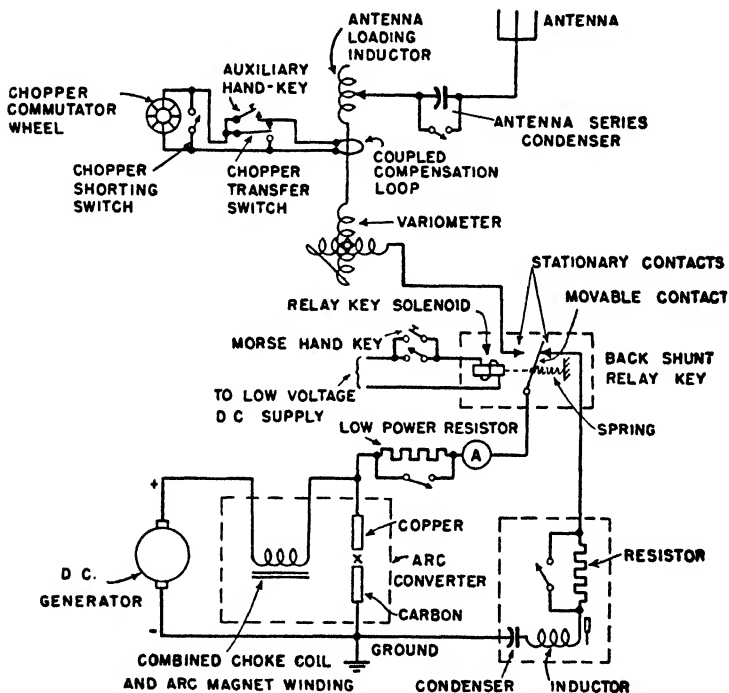 ANTENNA
LOADING
INDUCTOR
ANTENNA
AUXILIARY
HAND-KEY
CHOPPER
COMMUTATOR
WHEEL
ANTENNA SERIES
CONDENSER
CHOPPER
SHORTING
SWITCH
CHOPPER
TRANSFER
SWITCH
COUPLED
COMPENSATION
LOOP
VARIOMETER
STATIONARY CONTACTS
RELAY KEY SOLENOID
MOVABLE CONTACT
MORSE HAND KEY
BACK SHUNT
RELAY KEY
TO LOW VOLTAGE
D C SUPPLY
SPRING
LOW POWER RESISTOR
A
+
COPPER
X
ARC
CONVERTER
RESISTOR
D C.
GENERATOR
CARBON
-
GROUND
COMBINED CHOKE COIL
AND ARC MAGNET WINDING
CONDENSER
INDUCTOR